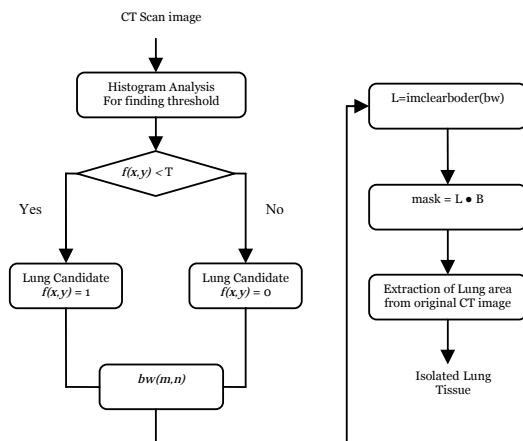 CT Scan image
Histogram Analysis
For finding threshold
f(x,y) < T
Yes
No
Lung Candidate
f(x,y) = 1
Lung Candidate
f(x,y) = 0
bw(m,n)
L=imclearboder(bw)
mask = L ● B
Extraction of Lung area
from original CT image
Isolated Lung
Tissue